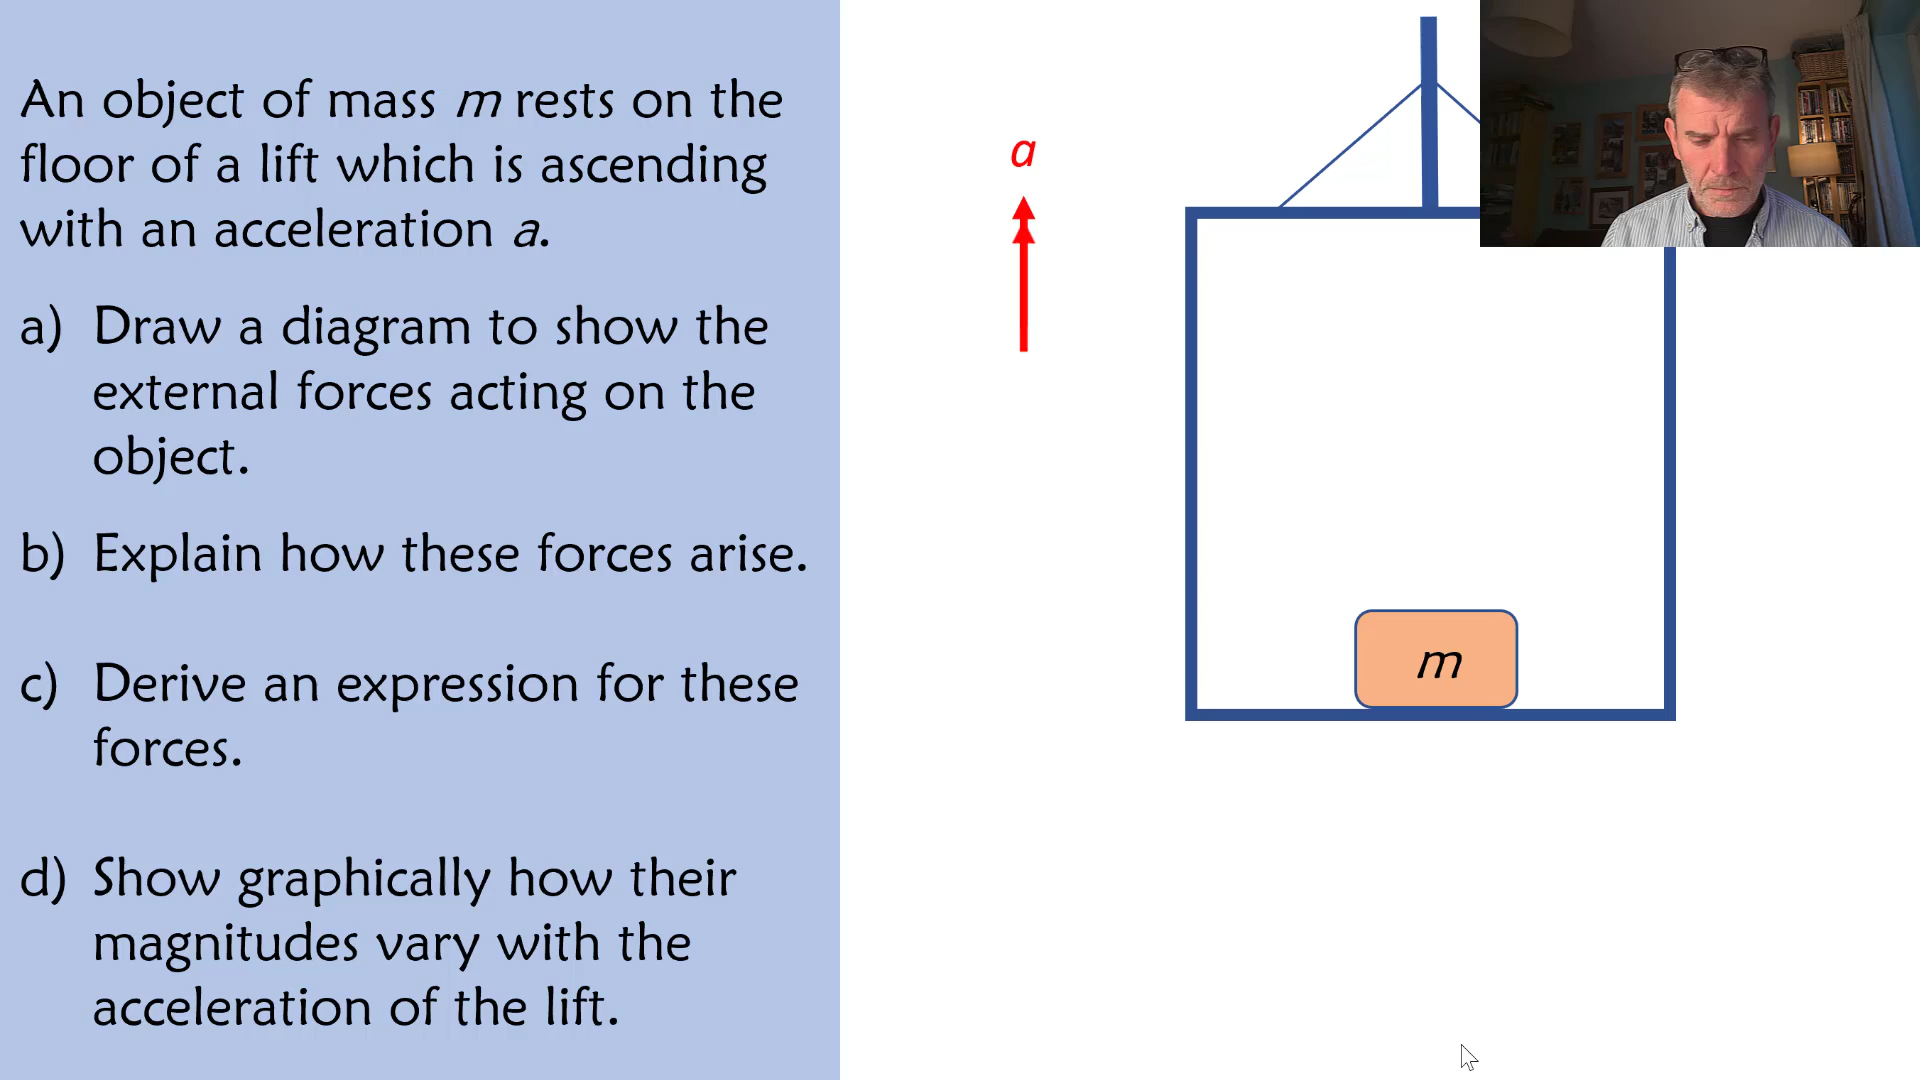 An object of mass m rests on the
floor of a lift which is ascending
with an acceleration a.
a) Draw a diagram to show the
external forces acting on the
object.
b) Explain how these forces arise.
c) Derive an expression for these
forces.
d) Show graphically how their
magnitudes vary with the
acceleration of the lift.
a
m